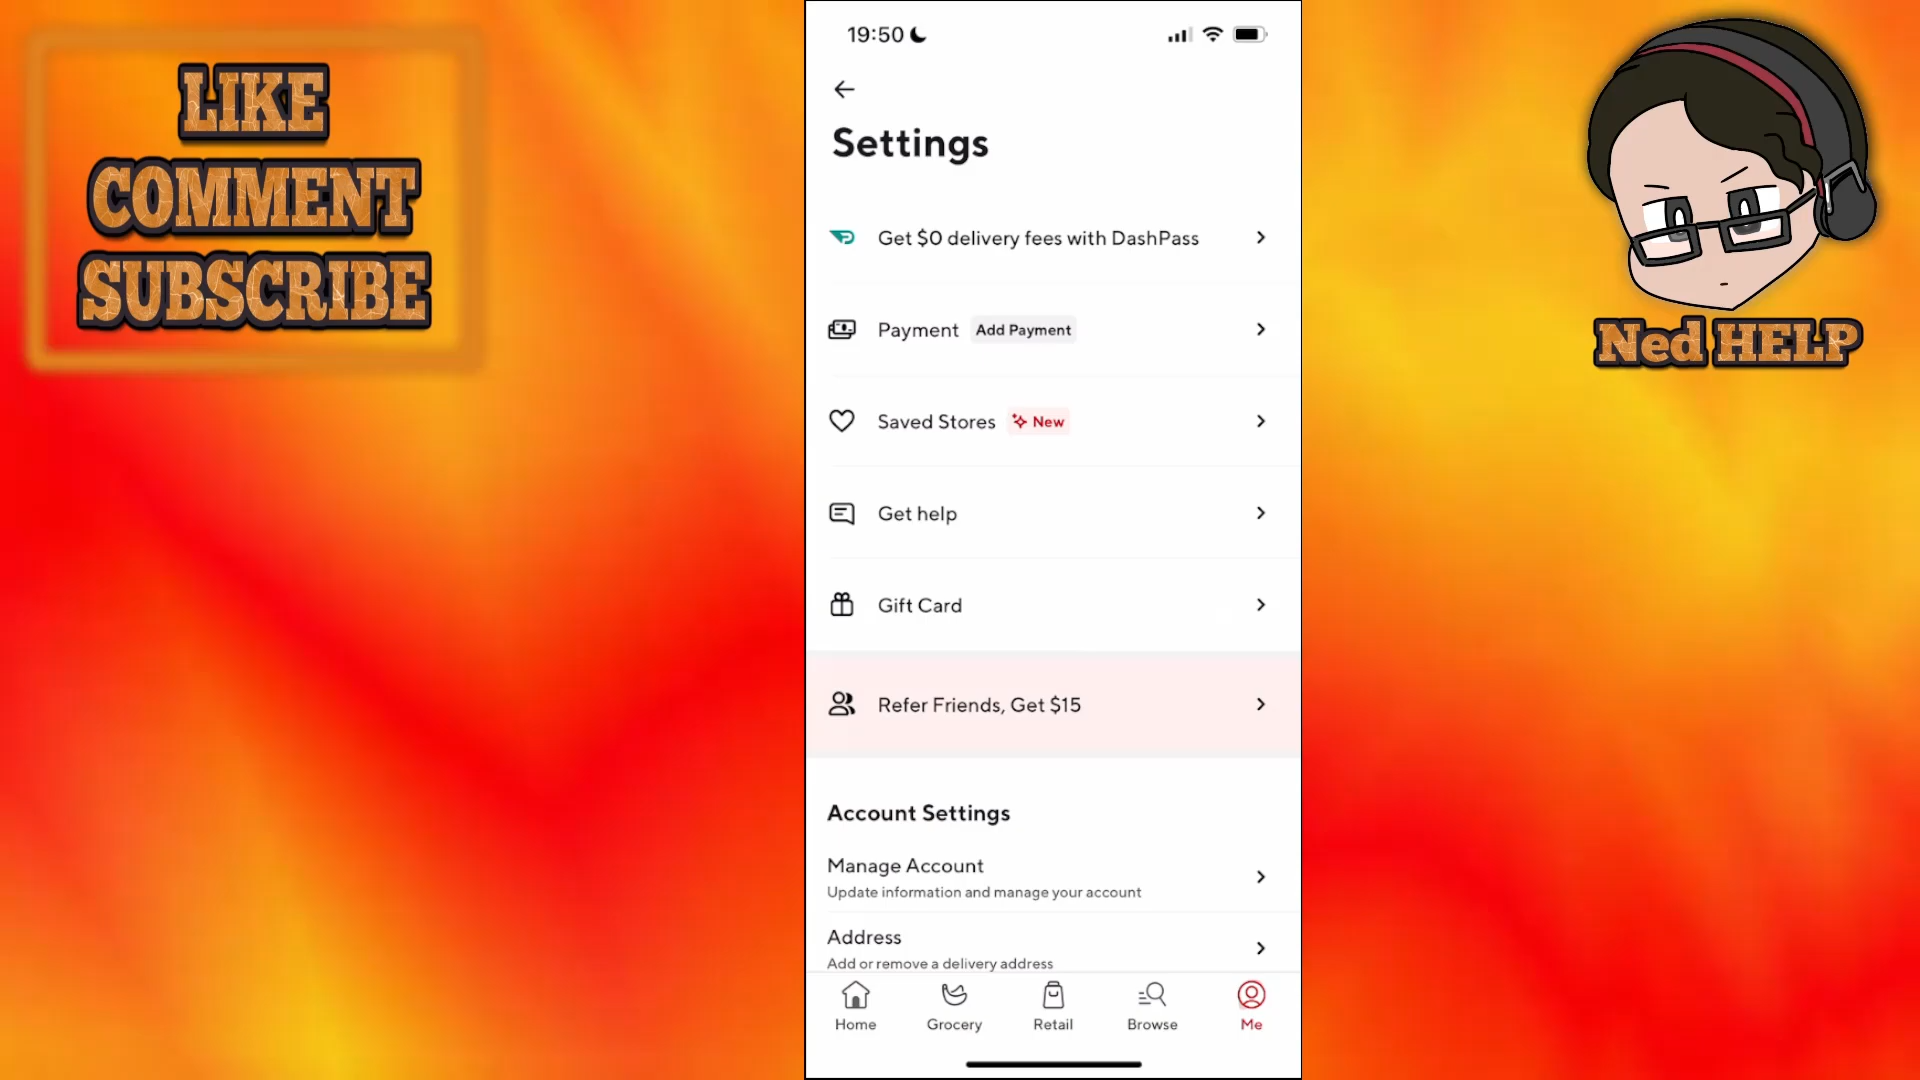 LIKE
COMMENT
SUBSCRIBE
19:50
Settings
Get $0 delivery fees with DashPass
Payment Add Payment
Saved Stores New
Get help
Gift Card
Refer Friends, Get $15
Account Settings
Manage Account
Update information and manage your account
Address
Add or remove a delivery address
Home Grocery Retail Browse Me
Ned HELP